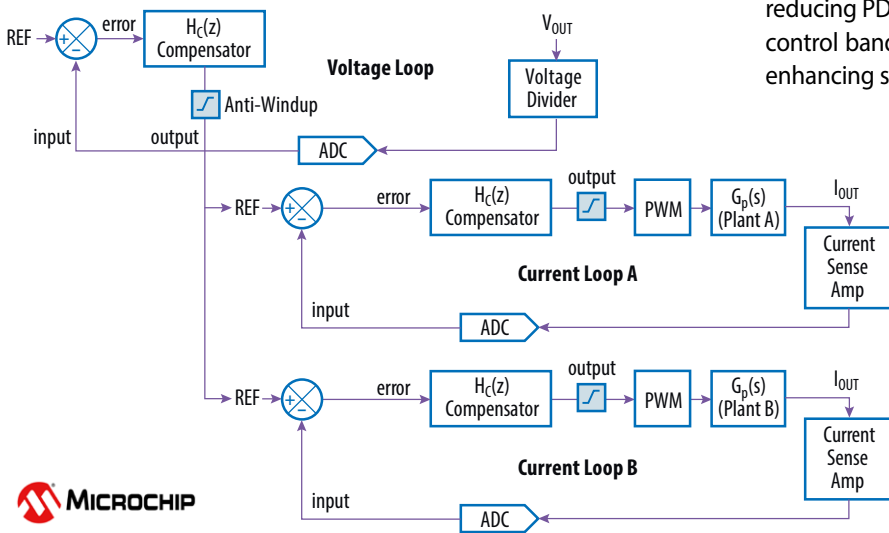 reducing PD
control band
enhancing s
REF
+
−
error
H_C(z)
Compensator
Voltage Loop
V_OUT
Voltage
Divider
Anti-Windup
input
output
ADC
REF
+
−
error
H_C(z)
Compensator
output
PWM
G_p(s)
(Plant A)
I_OUT
Current
Sense
Amp
Current Loop A
input
ADC
REF
+
−
error
H_C(z)
Compensator
output
PWM
G_p(s)
(Plant B)
I_OUT
Current
Sense
Amp
Current Loop B
input
ADC
MICROCHIP